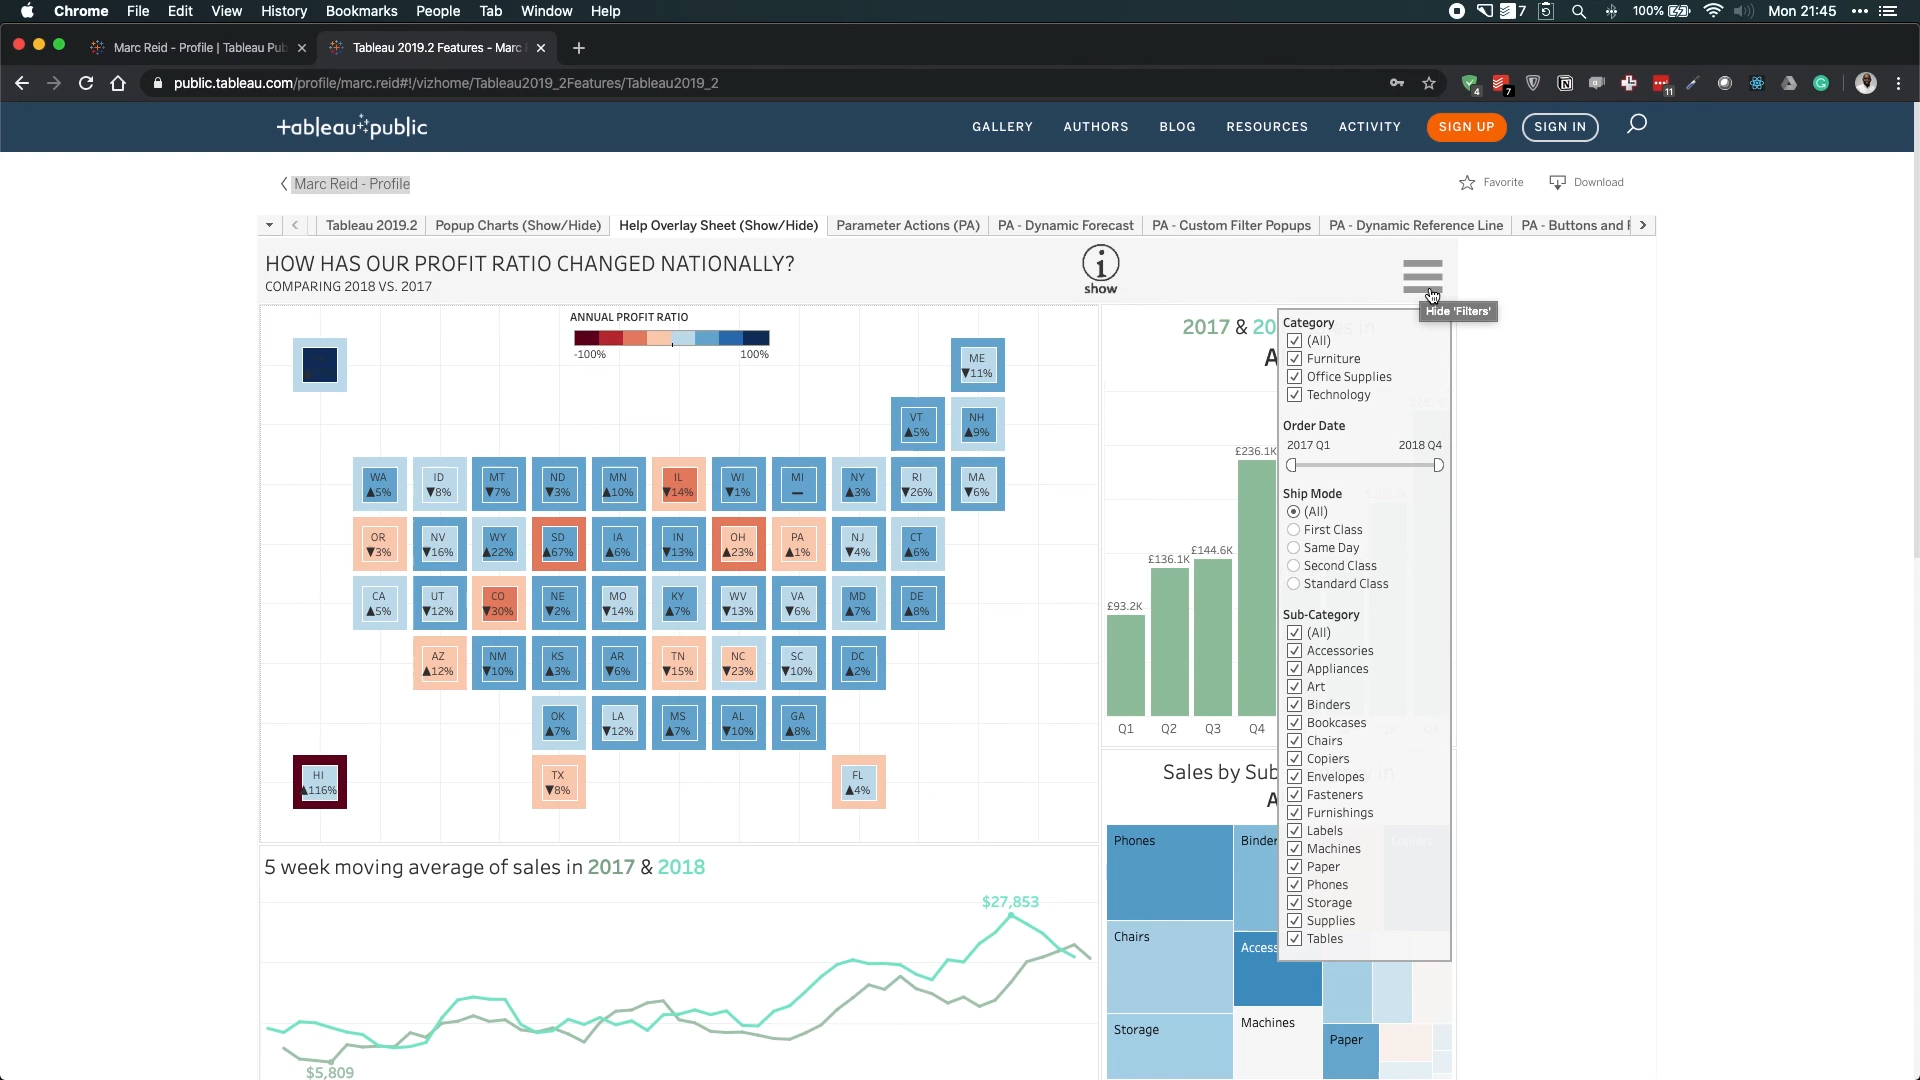 Chrome File Edit View History Bookmarks People Tab Window Help
7 100% Mon 21:45
Marc Reid - Profile | Tableau Pub
Tableau 2019.2 Features - Marc
public.tableau.com/profile/marc.reid#!/vizhome/Tableau2019_2Features/Tableau2019_2
4 7 11
+ableau public
GALLERY AUTHORS BLOG RESOURCES ACTIVITY SIGN UP SIGN IN
Marc Reid - Profile
Favorite Download
Tableau 2019.2 Popup Charts (Show/Hide) Help Overlay Sheet (Show/Hide) Parameter Actions (PA) PA - Dynamic Forecast PA - Custom Filter Popups PA - Dynamic Reference Line PA - Buttons and F
HOW HAS OUR PROFIT RATIO CHANGED NATIONALLY?
COMPARING 2018 VS. 2017
show
Hide 'Filters'
ANNUAL PROFIT RATIO
-100% 100%
ME
▼11%
VT NH
▲5% ▲9%
WA ID MT ND MN IL WI MI NY RI MA
▲5% ▼8% ▼7% ▼3% ▲10% ▼14% ▼1% – ▲3% ▼26% ▼6%
OR NV WY SD IA IN OH PA NJ CT
▼3% ▼16% ▲22% ▲67% ▲6% ▼13% ▲23% ▲1% ▼4% ▲6%
CA UT CO NE MO KY WV VA MD DE
▲5% ▼12% ▼30% ▼2% ▼14% ▲7% ▼13% ▼6% ▲7% ▲8%
AZ NM KS AR TN NC SC DC
▲12% ▼10% ▲3% ▼6% ▼15% ▼23% ▼10% ▲2%
OK LA MS AL GA
▲7% ▼12% ▲7% ▼10% ▲8%
HI TX FL
▲116% ▼8% ▲4%
2017 & 20
A
£236.1K
£144.6K
£136.1K
£93.2K
Q1 Q2 Q3 Q4
Category
(All)
Furniture
Office Supplies
Technology
Order Date
2017 Q1 2018 Q4
Ship Mode
(All)
First Class
Same Day
Second Class
Standard Class
Sub-Category
(All)
Accessories
Appliances
Art
Binders
Bookcases
Chairs
Copiers
Envelopes
Fasteners
Furnishings
Labels
Machines
Paper
Phones
Storage
Supplies
Tables
Sales by Sub in
A
Phones Binder
Chairs Access
Storage Machines Paper
5 week moving average of sales in 2017 & 2018
$27,853
$5,809